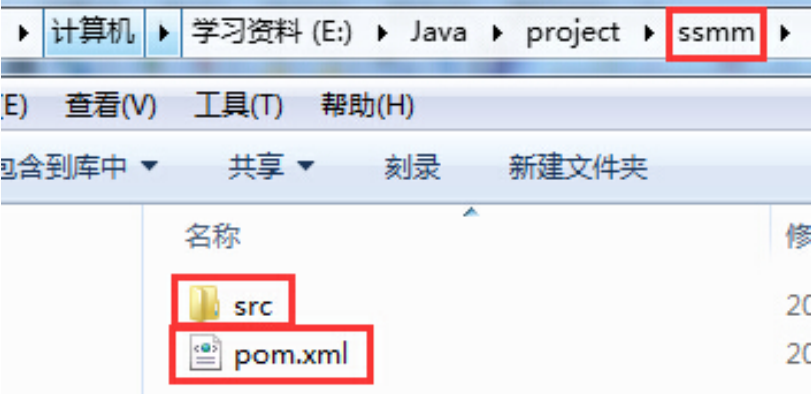 计算机 学习资料 (E:) Java project ssmm
(E) 查看(V) 工具(T) 帮助(H)
包含到库中 共享 刻录 新建文件夹
名称 修
src 20
pom.xml 20